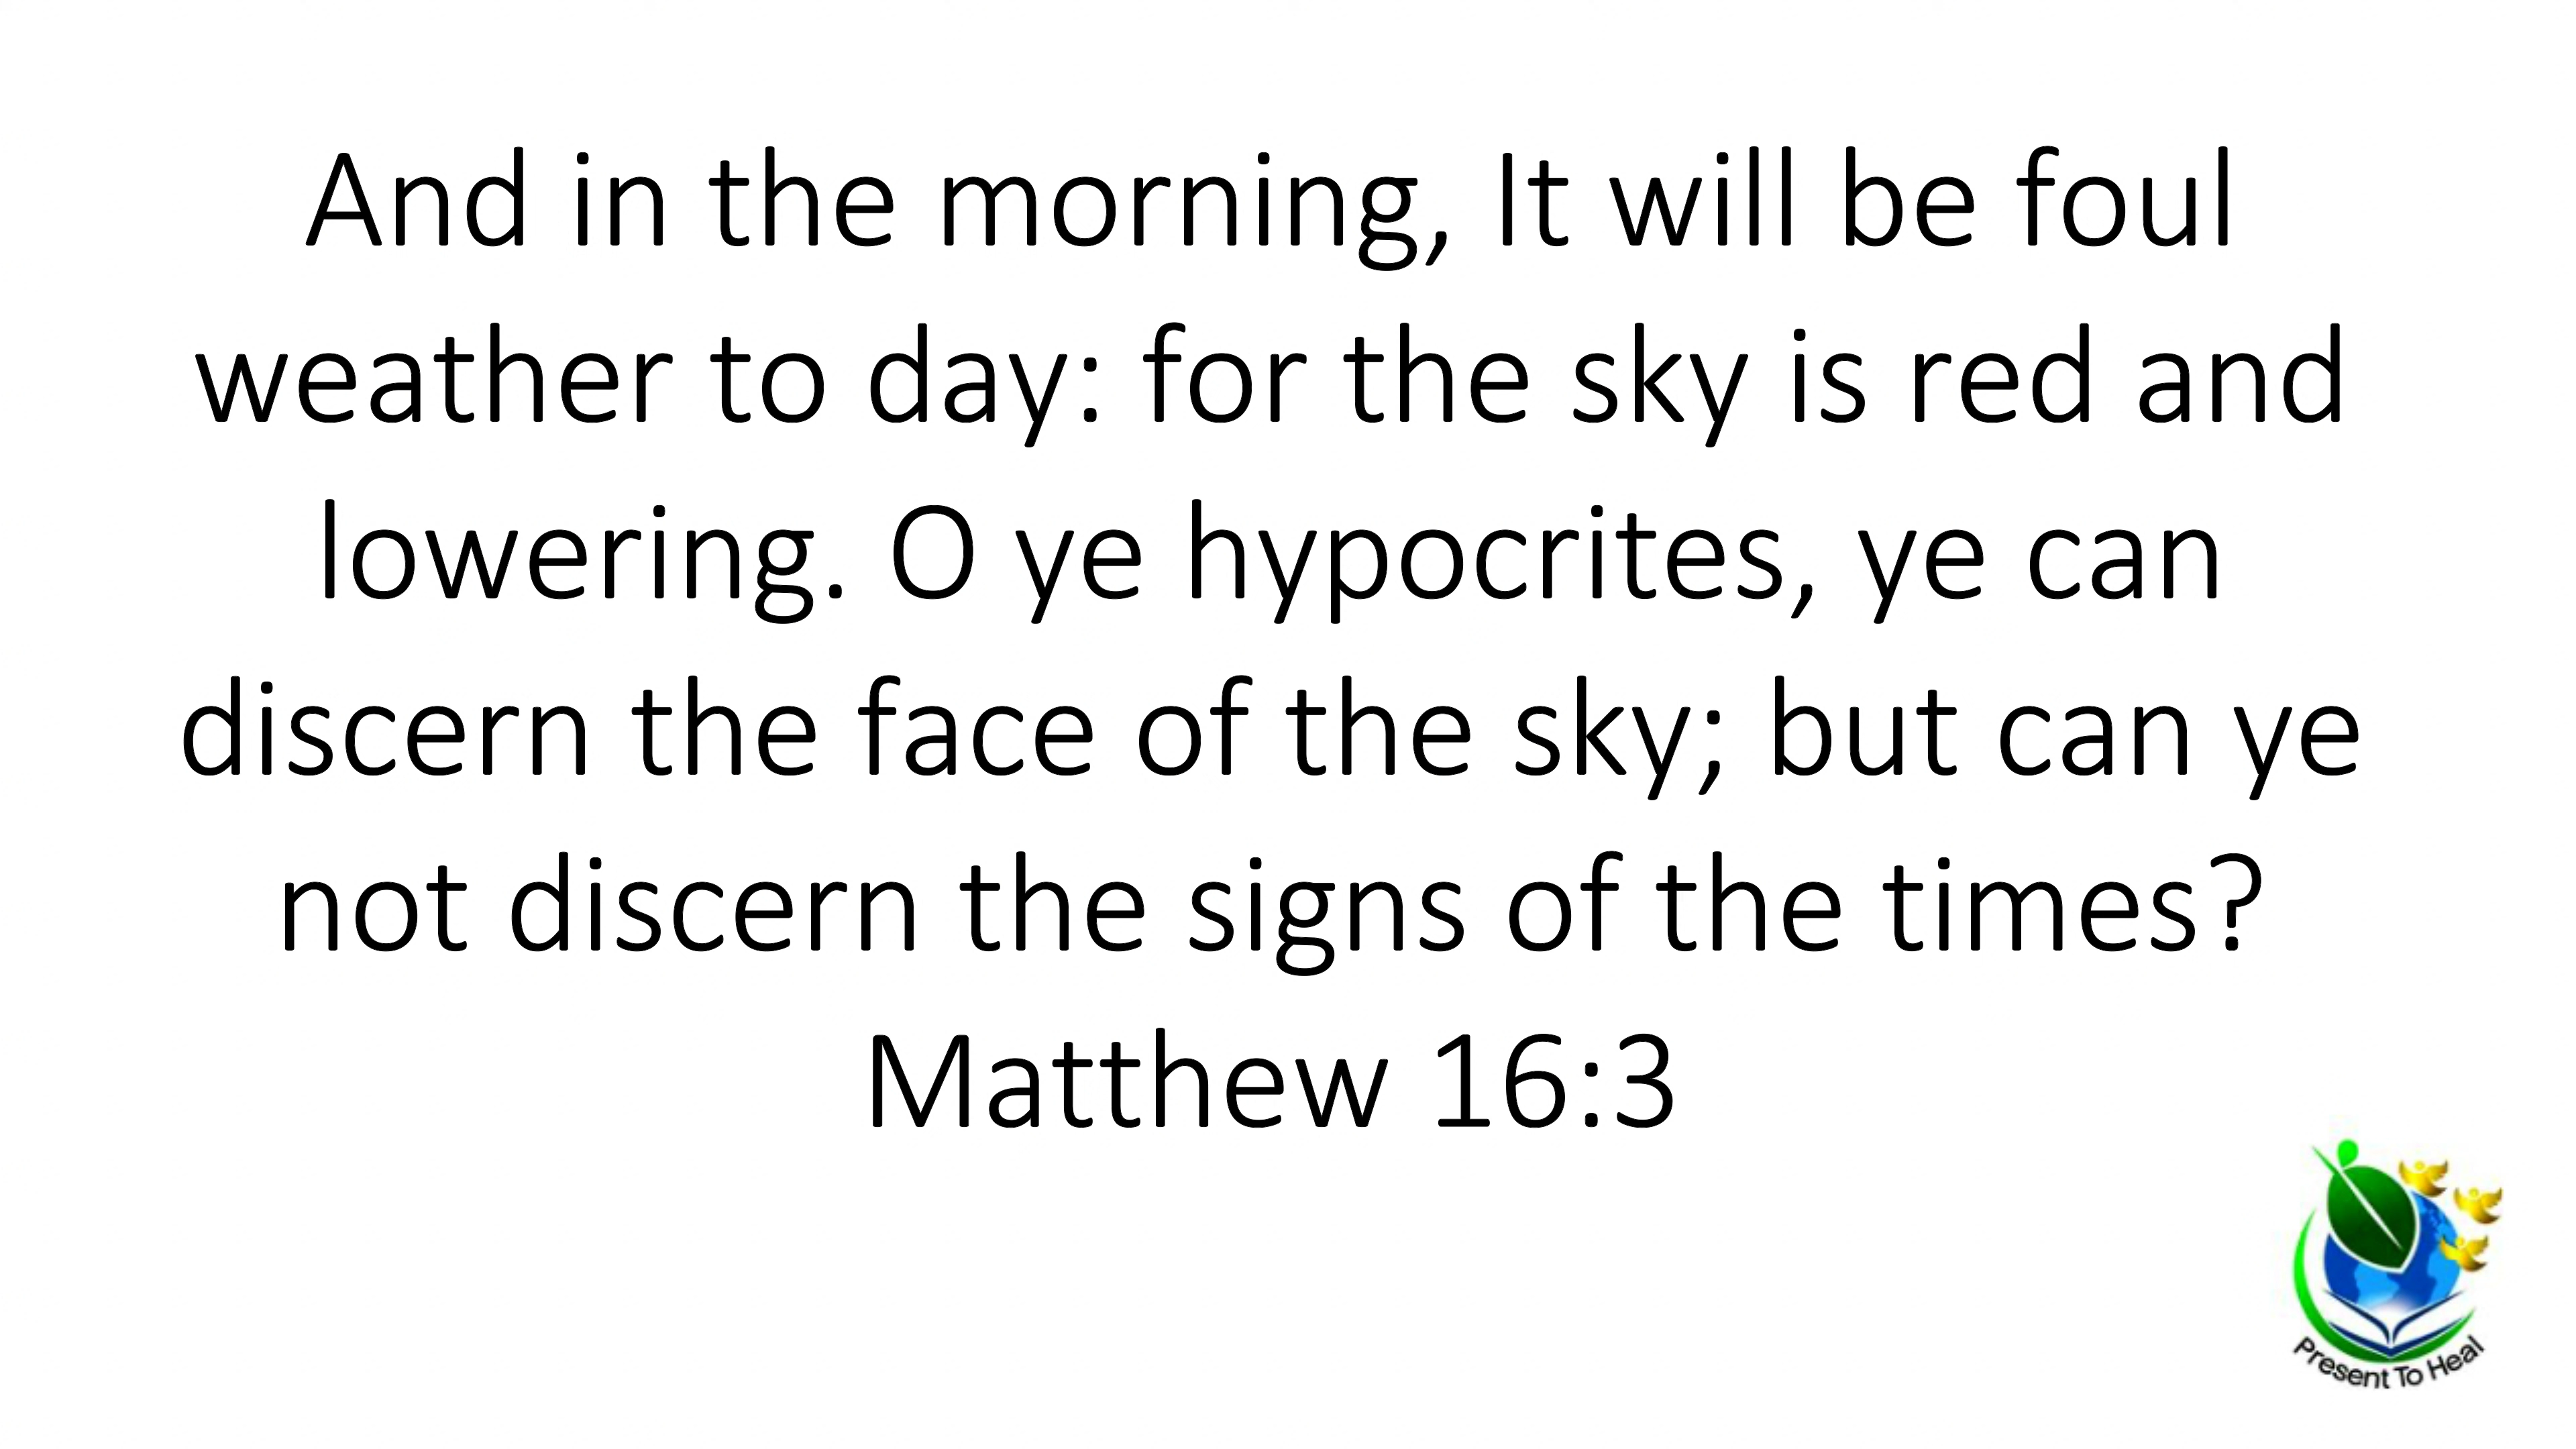 And in the morning, It will be foul
weather to day: for the sky is red and
lowering. O ye hypocrites, ye can
discern the face of the sky; but can ye
not discern the signs of the times?
Matthew 16:3
Present To Heal